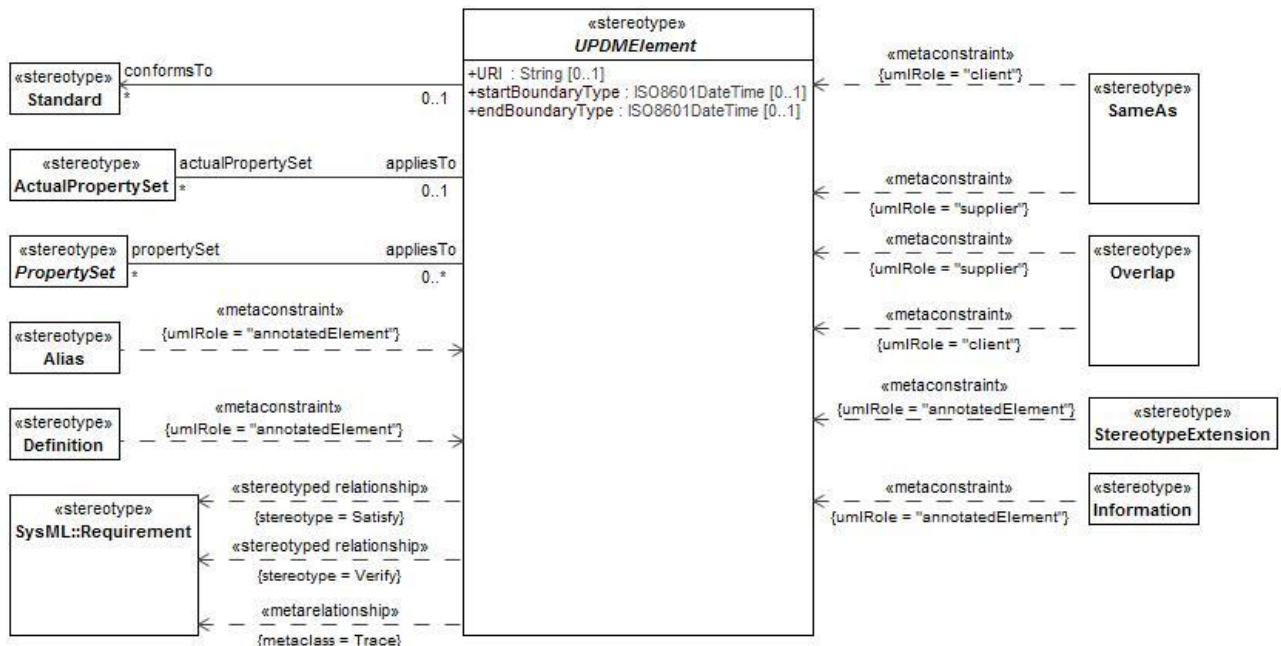 «stereotype»
UPDMElement
+URI : String [0..1]
+startBoundaryType : ISO8601DateTime [0..1]
+endBoundaryType : ISO8601DateTime [0..1]
«stereotype»
Standard
conformsTo
*
0..1
«stereotype»
ActualPropertySet
actualPropertySet
*
appliesTo
0..1
«stereotype»
PropertySet
propertySet
*
appliesTo
0..*
«stereotype»
Alias
«metaconstraint»
{umlRole = "annotatedElement"}
«stereotype»
Definition
«metaconstraint»
{umlRole = "annotatedElement"}
«stereotype»
SysML::Requirement
«stereotyped relationship»
{stereotype = Satisfy}
«stereotyped relationship»
{stereotype = Verify}
«metarelationship»
{metaclass = Trace}
«metaconstraint»
{umlRole = "client"}
«stereotype»
SameAs
«metaconstraint»
{umlRole = "supplier"}
«metaconstraint»
{umlRole = "supplier"}
«stereotype»
Overlap
«metaconstraint»
{umlRole = "client"}
«metaconstraint»
{umlRole = "annotatedElement"}
«stereotype»
StereotypeExtension
«metaconstraint»
{umlRole = "annotatedElement"}
«stereotype»
Information